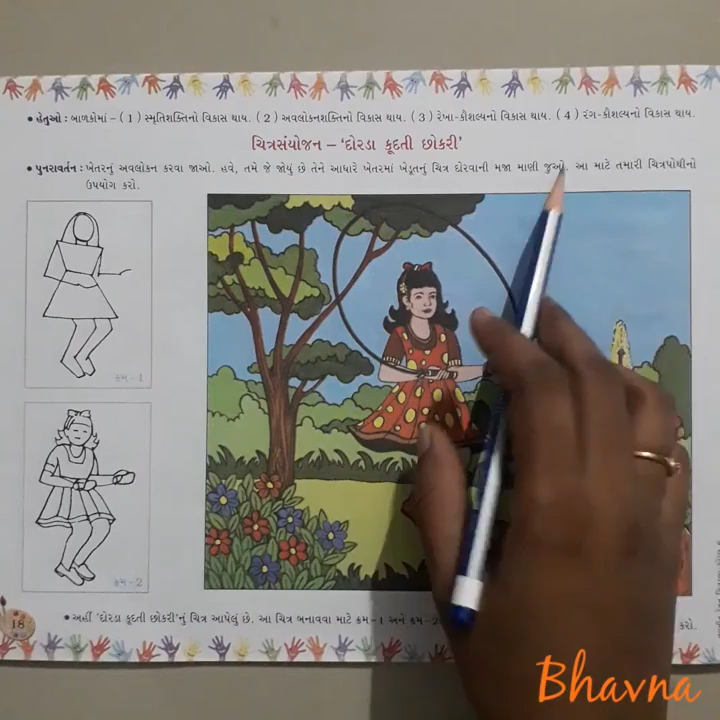 • હેતુઓ : બાળકોમાં – ( 1 ) સ્મૃતિશક્તિનો વિકાસ થાય. ( 2 ) અવલોકનશક્તિનો વિકાસ થાય. ( 3 ) રેખા-કૌશલ્યનો વિકાસ થાય. ( 4 ) રંગ-કૌશલ્યનો વિકાસ થાય.
ચિત્રસંયોજન – ‘દોરડા કૂદતી છોકરી’
• પુનરાવર્તન : ખેતરનું અવલોકન કરવા જાઓ. હવે, તમે જે જોયું છે તેને આધારે ખેતરમાં ખેડૂતનું ચિત્ર દોરવાની મજા માણી જુઓ. આ માટે તમારી ચિત્રપોથીનો
ઉપયોગ કરો.
ક્રમ-1
ક્રમ-2
18
• અહીં ‘દોરડા કૂદતી છોકરી’નું ચિત્ર આપેલું છે. આ ચિત્ર બનાવવા માટે ક્રમ-1 અને ક્રમ-2 કરો.
Bhavna